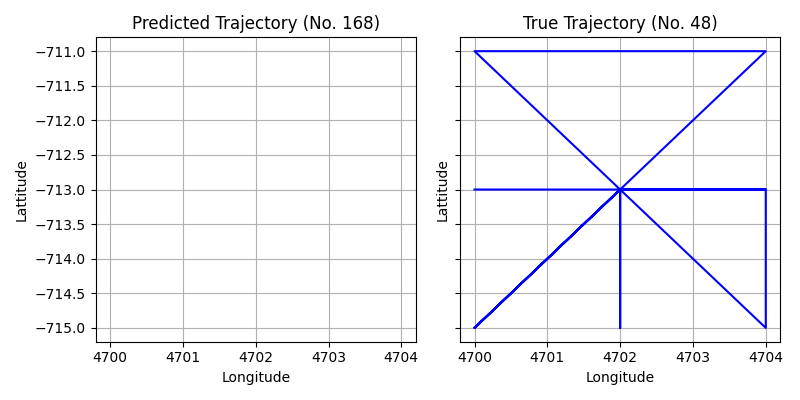 Predicted Trajectory (No. 168)
True Trajectory (No. 48)
Lattitude
−711.0
−711.5
−712.0
−712.5
−713.0
−713.5
−714.0
−714.5
−715.0
4700 4701 4702 4703 4704
Longitude
Lattitude
4700 4701 4702 4703 4704
Longitude